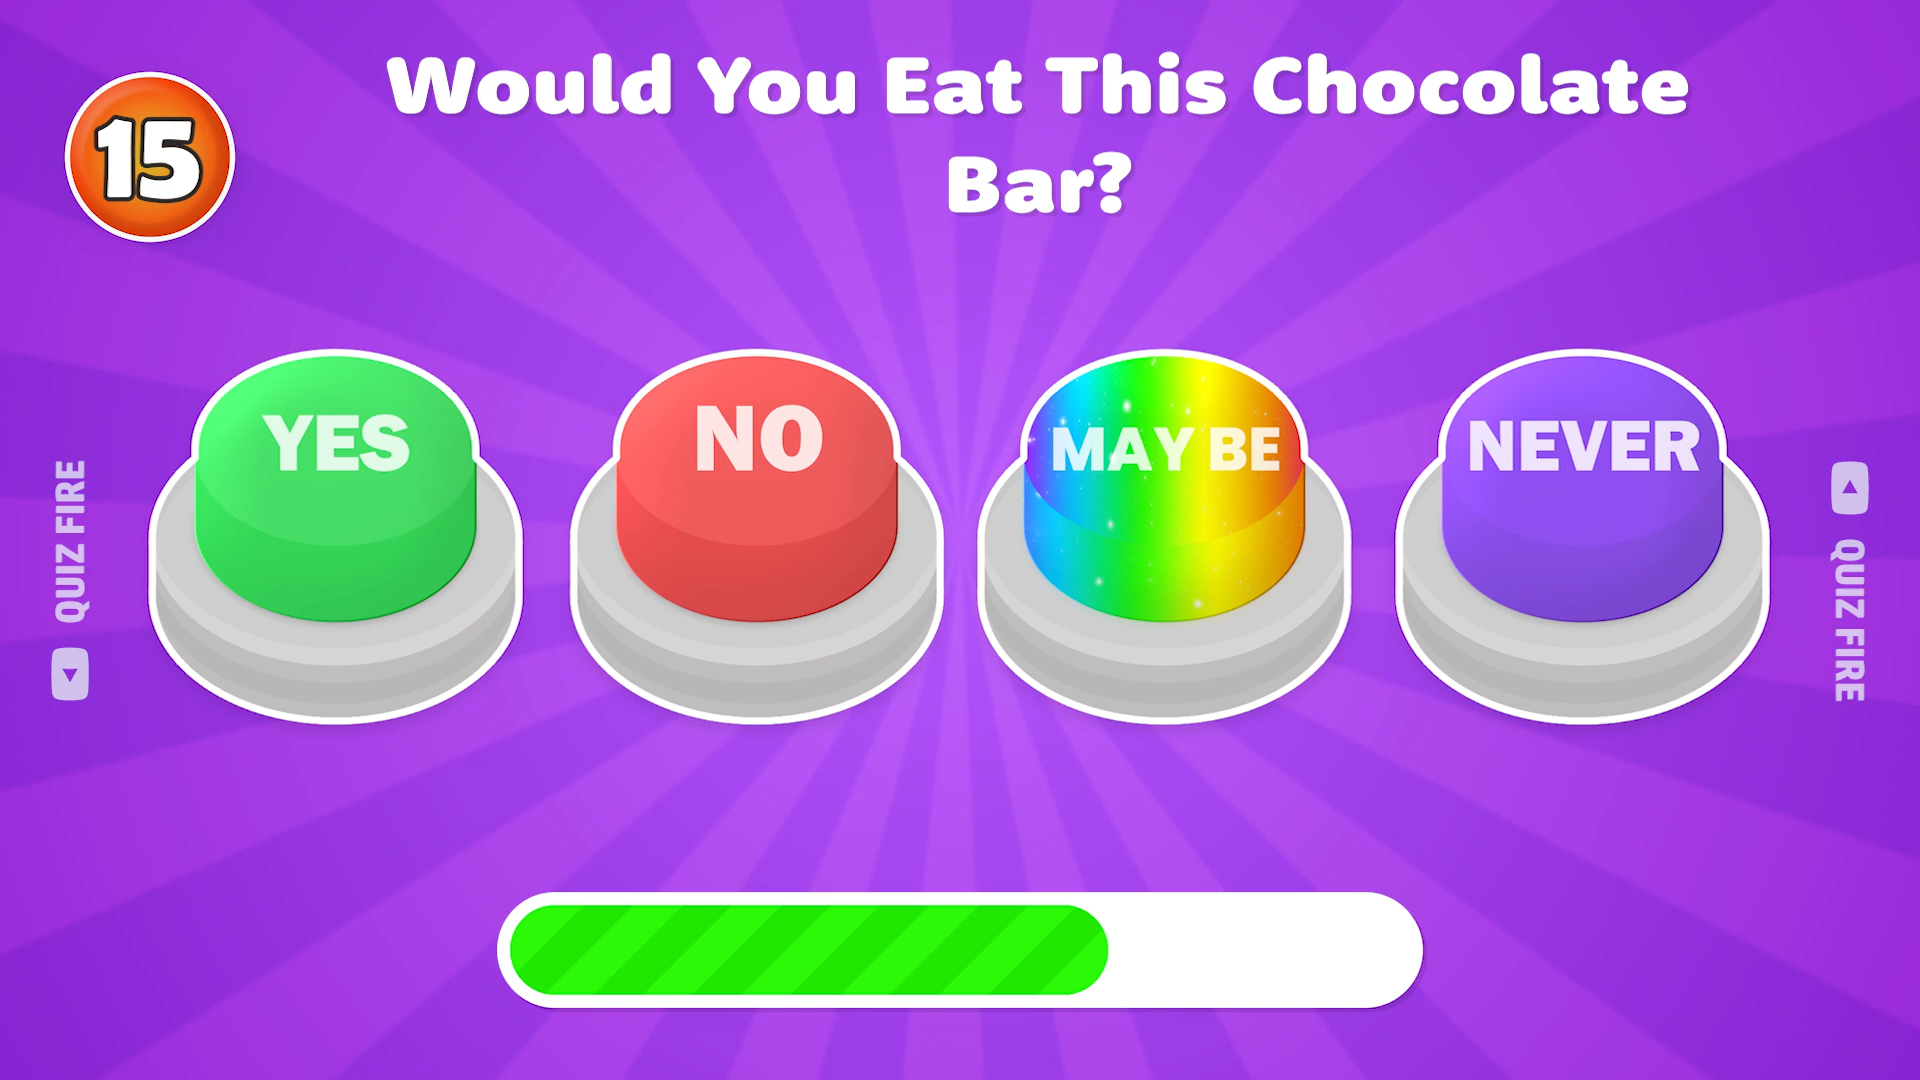 15
Would You Eat This Chocolate
Bar?
YES
NO
MAY BE
NEVER
QUIZ FIRE
QUIZ FIRE